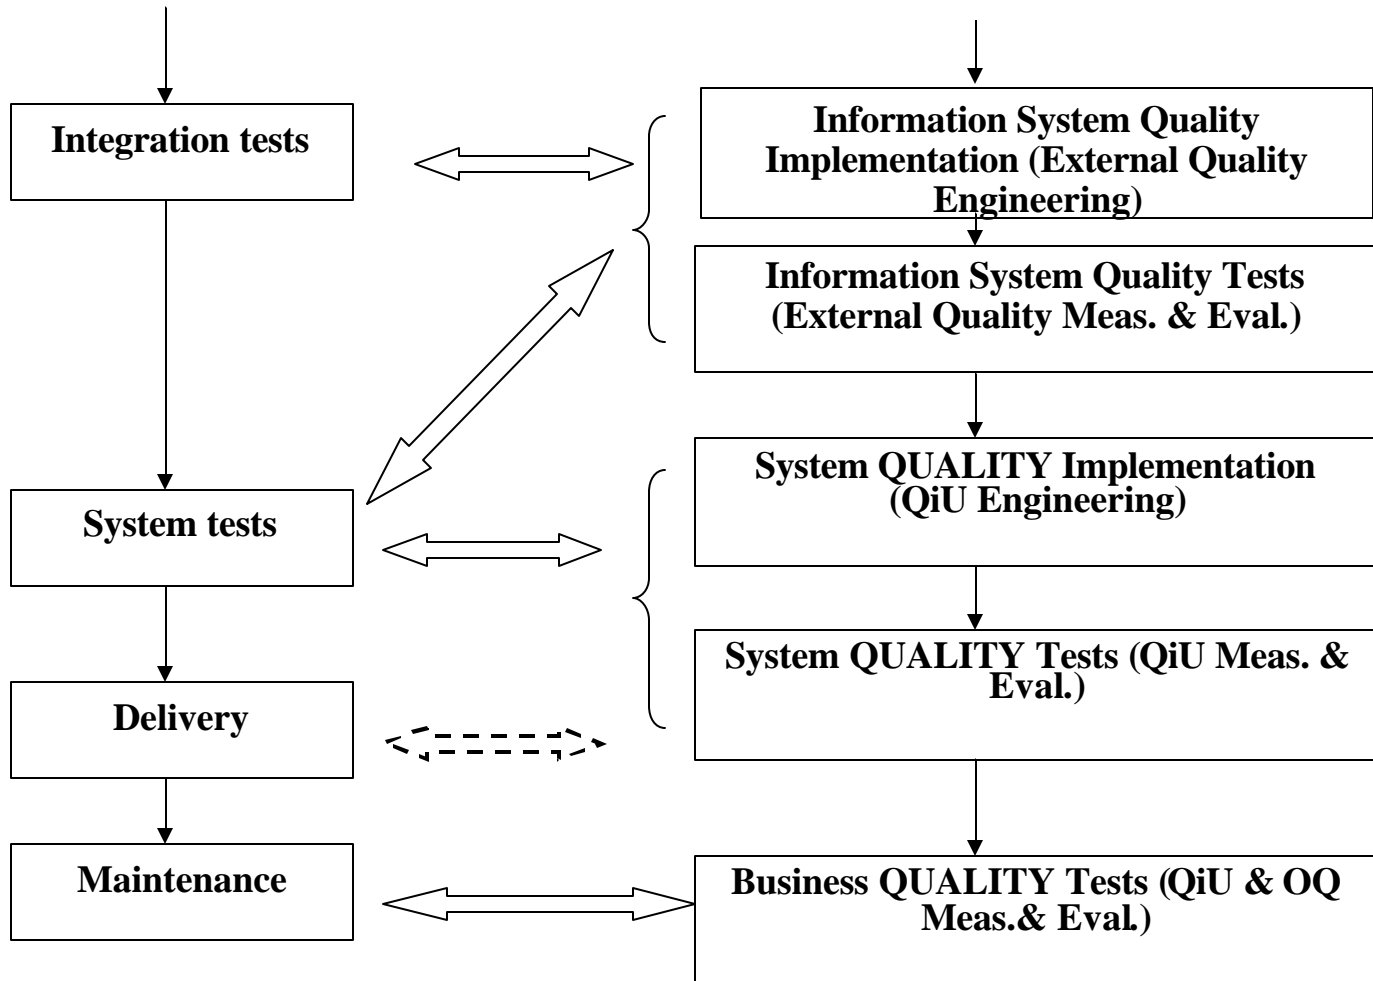 Integration tests
Information System Quality
Implementation (External Quality
Engineering)
Information System Quality Tests
(External Quality Meas. & Eval.)
System tests
System QUALITY Implementation
(QiU Engineering)
System QUALITY Tests (QiU Meas. &
Eval.)
Delivery
Maintenance
Business QUALITY Tests (QiU & OQ
Meas.& Eval.)